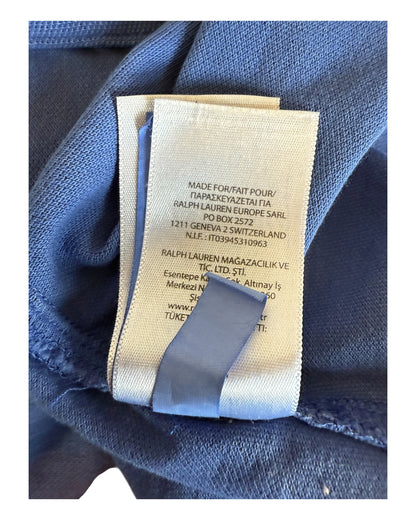 MADE FOR/FAIT POUR/
ΠΑΡΑΣΚΕΥΑΖΕΤΑΙ ΓΙΑ
RALPH LAUREN EUROPE SARL
PO BOX 2572
1211 GENEVA 2 SWITZERLAND
N.I.F. : IT03945310963
RALPH LAUREN MAGAZACILIK VE
TİC. LTD. ŞTİ.
Esentepe Altınay İş
Merkezi